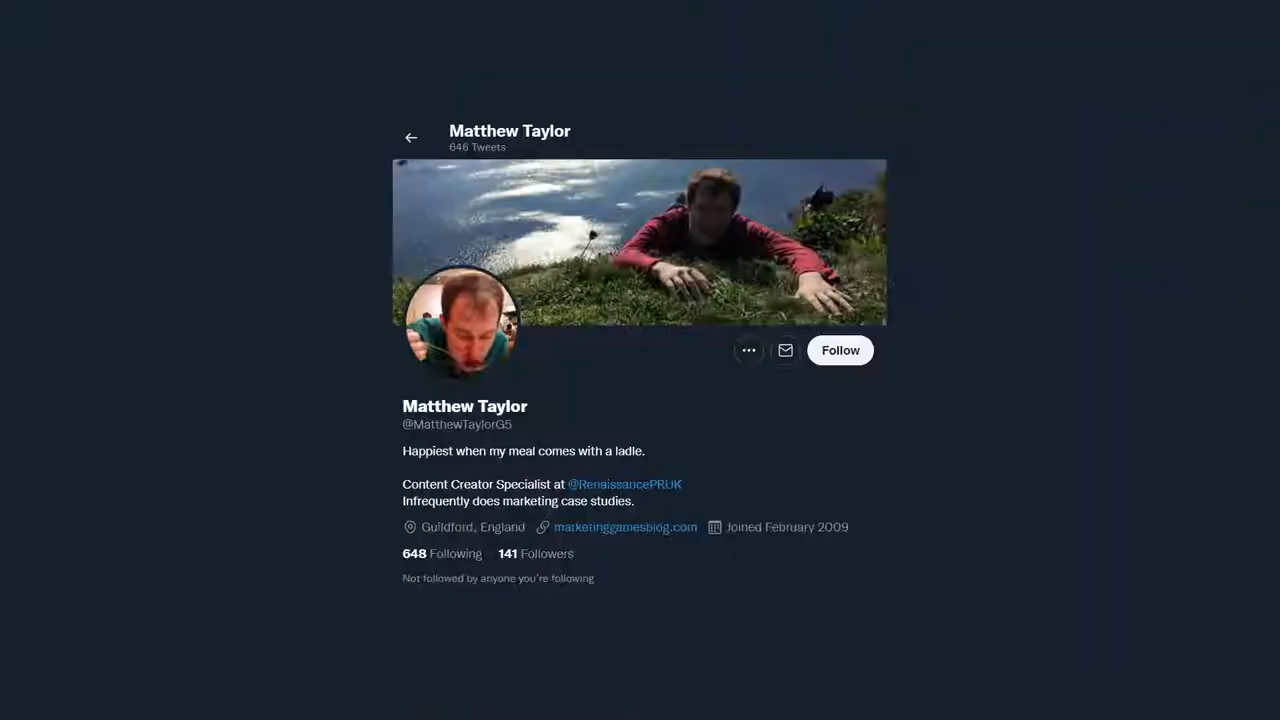 Matthew Taylor
646 Tweets
Follow
Matthew Taylor
@MatthewTaylorG5
Happiest when my meal comes with a ladle.
Content Creator Specialist at @RenaissancePRUK
Infrequently does marketing case studies.
Guildford, England marketinggamesblog.com Joined February 2009
648 Following 141 Followers
Not followed by anyone you're following